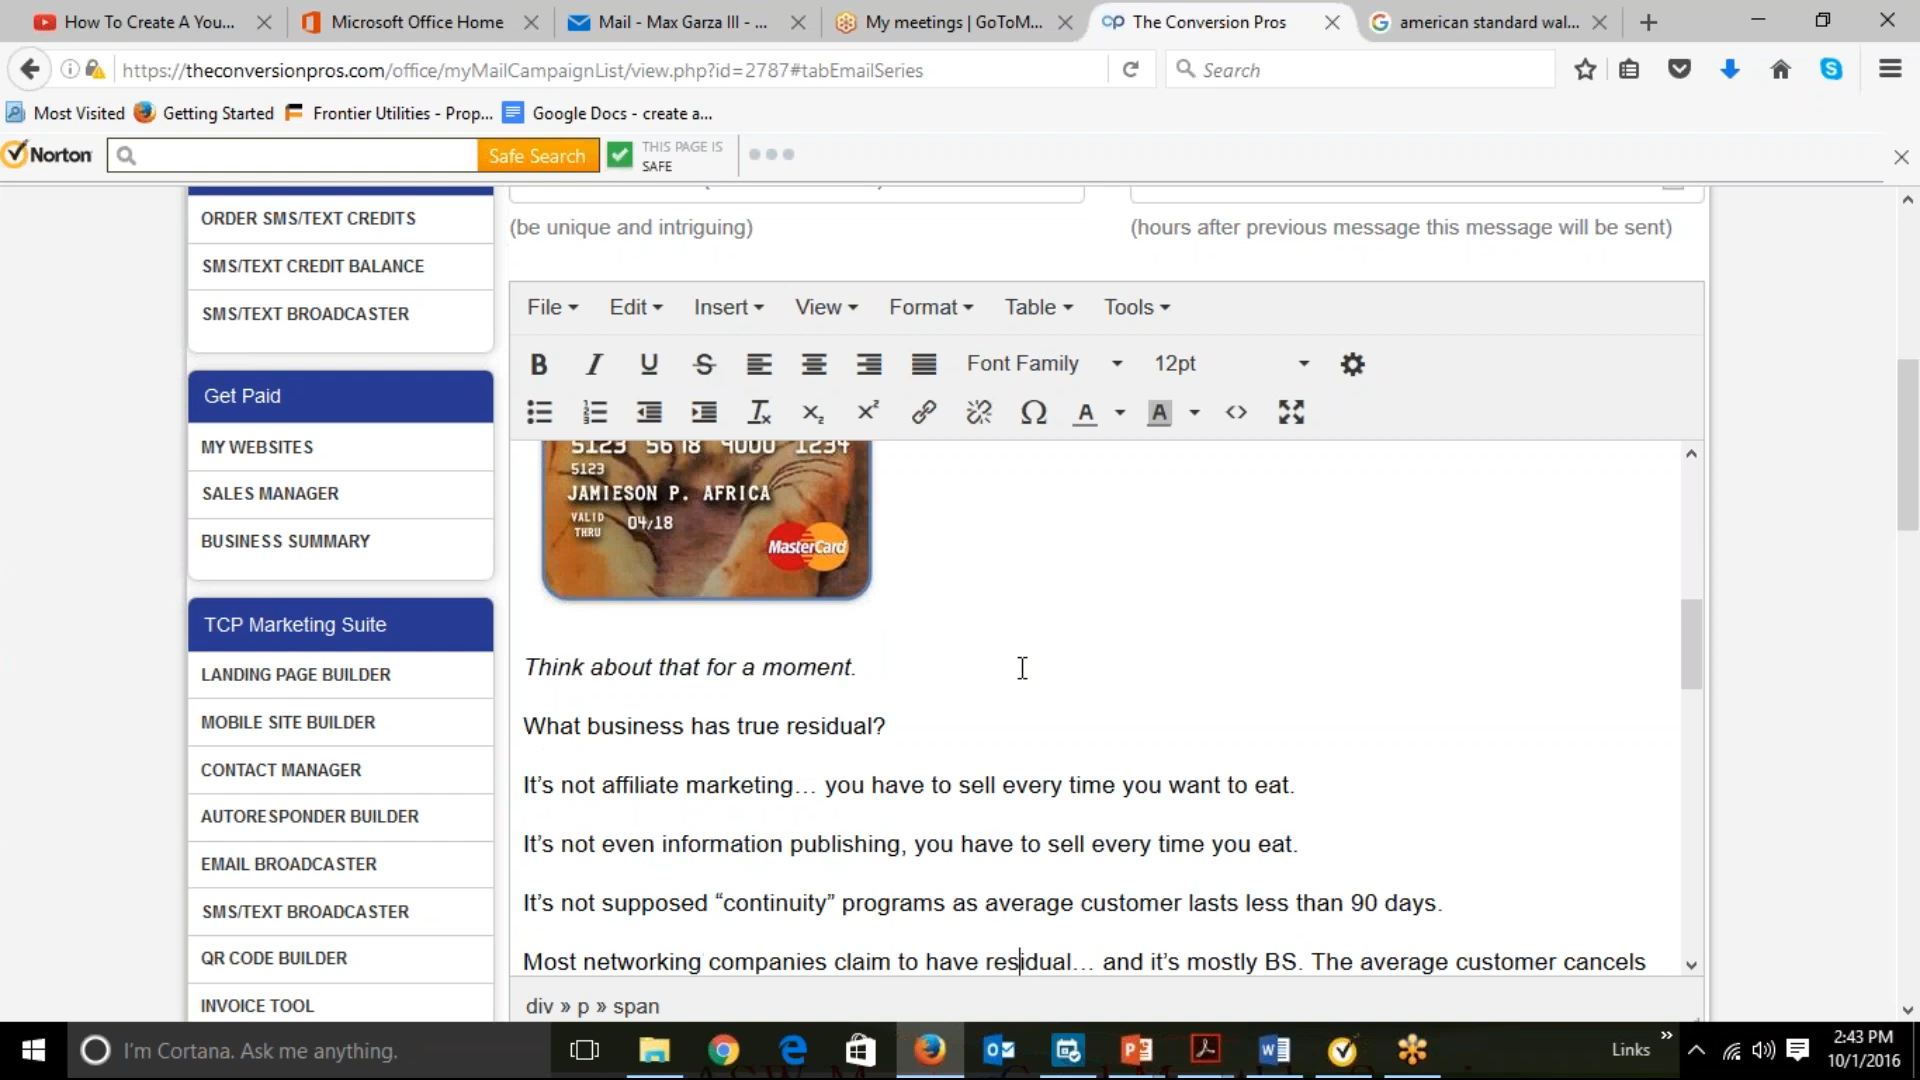 How To Create A You...
Microsoft Office Home
Mail - Max Garza III - ...
My meetings | GoToM...
The Conversion Pros
american standard wal...
https://theconversionpros.com/office/myMailCampaignList/view.php?id=2787#tabEmailSeries
Search
Most Visited
Getting Started
Frontier Utilities - Prop...
Google Docs - create a...
Norton
Safe Search
THIS PAGE IS
SAFE
ORDER SMS/TEXT CREDITS
SMS/TEXT CREDIT BALANCE
SMS/TEXT BROADCASTER
Get Paid
MY WEBSITES
SALES MANAGER
BUSINESS SUMMARY
TCP Marketing Suite
LANDING PAGE BUILDER
MOBILE SITE BUILDER
CONTACT MANAGER
AUTORESPONDER BUILDER
EMAIL BROADCASTER
SMS/TEXT BROADCASTER
QR CODE BUILDER
INVOICE TOOL
(be unique and intriguing)
(hours after previous message this message will be sent)
File Edit Insert View Format Table Tools
Font Family 12pt
5123 5618 9000 1234
5123
JAMIESON P. AFRICA
VALID
THRU 04/18
MasterCard
Think about that for a moment.
What business has true residual?
It’s not affiliate marketing… you have to sell every time you want to eat.
It’s not even information publishing, you have to sell every time you eat.
It’s not supposed “continuity” programs as average customer lasts less than 90 days.
Most networking companies claim to have residual… and it’s mostly BS. The average customer cancels
div » p » span
I'm Cortana. Ask me anything.
Links
2:43 PM
10/1/2016